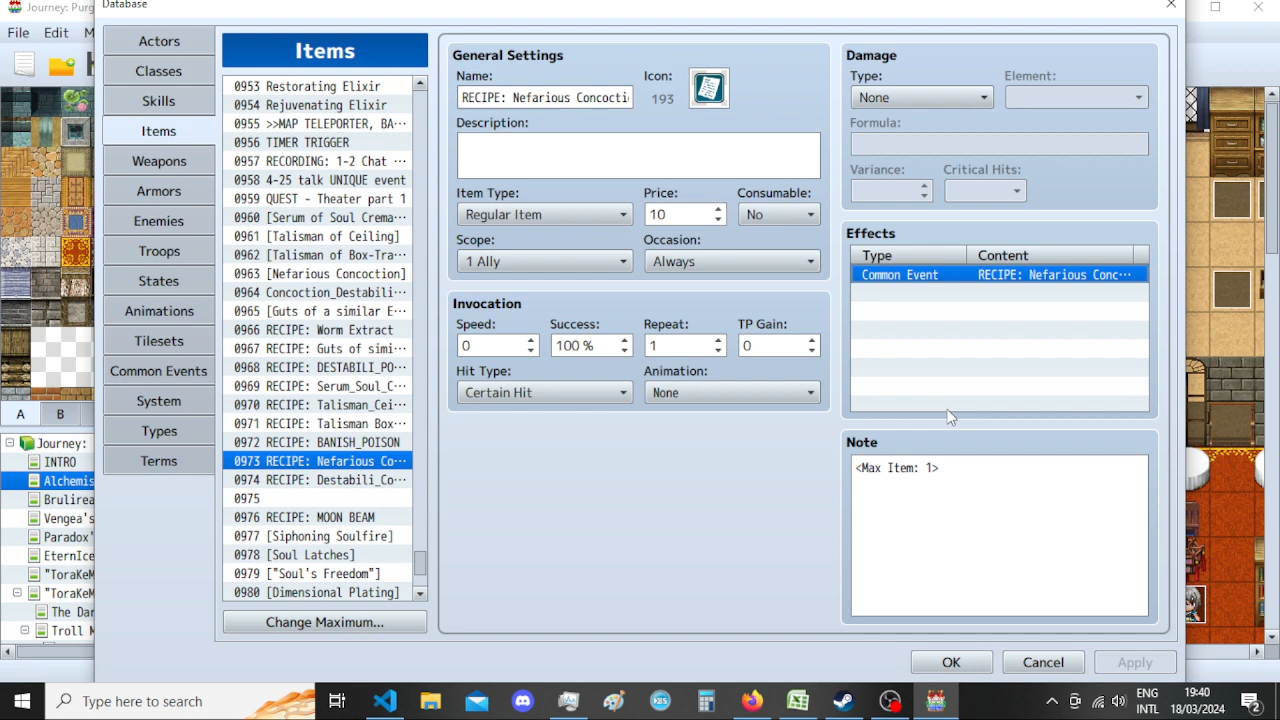 Journey: Purg
Database
File Edit M
Actors
Classes
Skills
Items
Weapons
Armors
Enemies
Troops
States
Animations
Tilesets
Common Events
System
Types
Terms
A B
Journey:
INTRO
Alchemis
Brulirea
Vengea's
Paradox'
EternIce
"ToraKeM
"ToraKeM
The Dar
Troll M
Items
0953 Restorating Elixir
0954 Rejuvenating Elixir
0955 >>MAP TELEPORTER, BA···
0956 TIMER TRIGGER
0957 RECORDING: 1-2 Chat ···
0958 4-25 talk UNIQUE event
0959 QUEST - Theater part 1
0960 [Serum of Soul Crema···
0961 [Talisman of Ceiling]
0962 [Talisman of Box-Tra···
0963 [Nefarious Concoction]
0964 Concoction_Destabili···
0965 [Guts of a similar E···
0966 RECIPE: Worm Extract
0967 RECIPE: Guts of simi···
0968 RECIPE: DESTABILI_PO···
0969 RECIPE: Serum_Soul_C···
0970 RECIPE: Talisman_Cei···
0971 RECIPE: Talisman Box···
0972 RECIPE: BANISH_POISON
0973 RECIPE: Nefarious Co···
0974 RECIPE: Destabili_Co···
0975
0976 RECIPE: MOON BEAM
0977 [Siphoning Soulfire]
0978 [Soul Latches]
0979 ["Soul's Freedom"]
0980 [Dimensional Plating]
Change Maximum...
General Settings
Name: Icon:
RECIPE: Nefarious Concocti 193
Description:
Item Type: Price: Consumable:
Regular Item 10 No
Scope: Occasion:
1 Ally Always
Invocation
Speed: Success: Repeat: TP Gain:
0 100 % 1 0
Hit Type: Animation:
Certain Hit None
Damage
Type: Element:
None
Formula:
Variance: Critical Hits:
Effects
Type Content
Common Event RECIPE: Nefarious Conc···
Note
<Max Item: 1>
OK Cancel Apply
Type here to search
ENG 19:40
INTL 18/03/2024
2